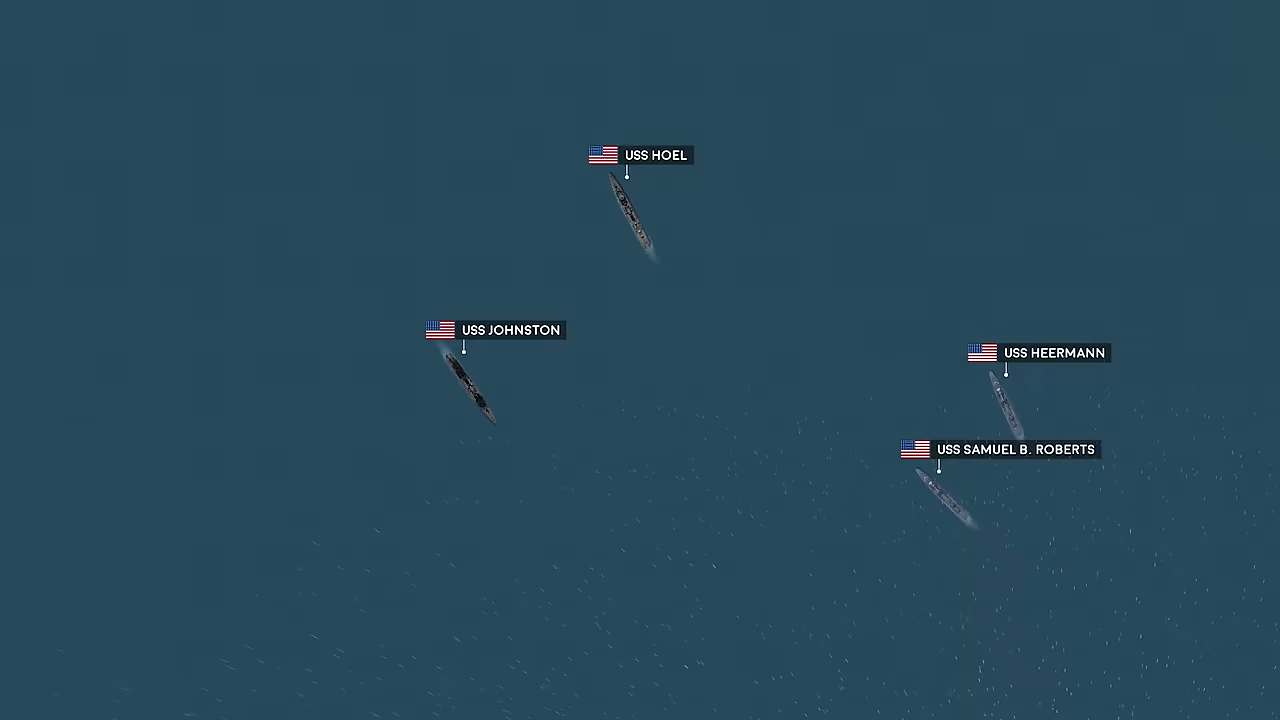 USS HOEL
USS JOHNSTON
USS HEERMANN
USS SAMUEL B. ROBERTS